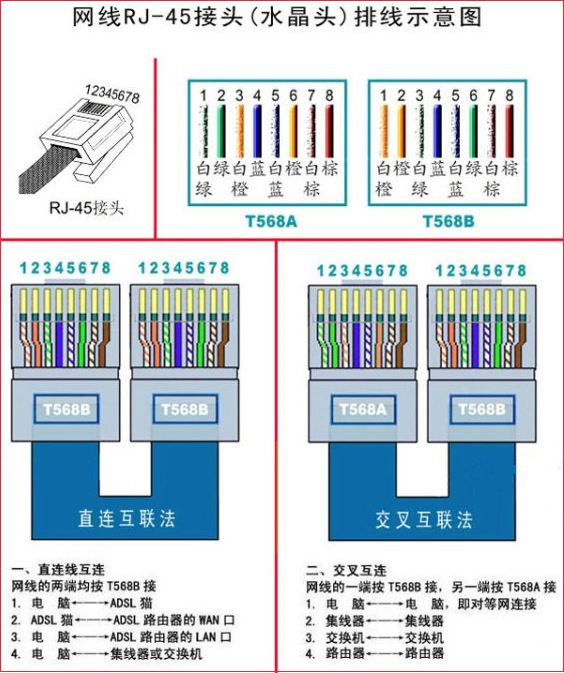 网线RJ-45接头(水晶头)排线示意图
12345678
RJ-45接头
1 2 3 4 5 6 7 8
白绿 绿 白橙 蓝 白蓝 橙 白棕 棕
T568A
1 2 3 4 5 6 7 8
白橙 橙 白绿 蓝 白蓝 绿 白棕 棕
T568B
12345678
12345678
T568B
T568B
直连互联法
12345678
12345678
T568A
T568B
交叉互联法
一、直连线互连
网线的两端均按T568B接
1. 电 脑←→ADSL猫
2. ADSL猫←→ADSL路由器的WAN口
3. 电 脑←→ADSL路由器的LAN口
4. 电 脑←→集线器或交换机
二、交叉互连
网线的一端按T568B接，另一端按T568A接
1. 电 脑←→电 脑，即对等网连接
2. 集线器←→集线器
3. 交换机←→交换机
4. 路由器←→路由器